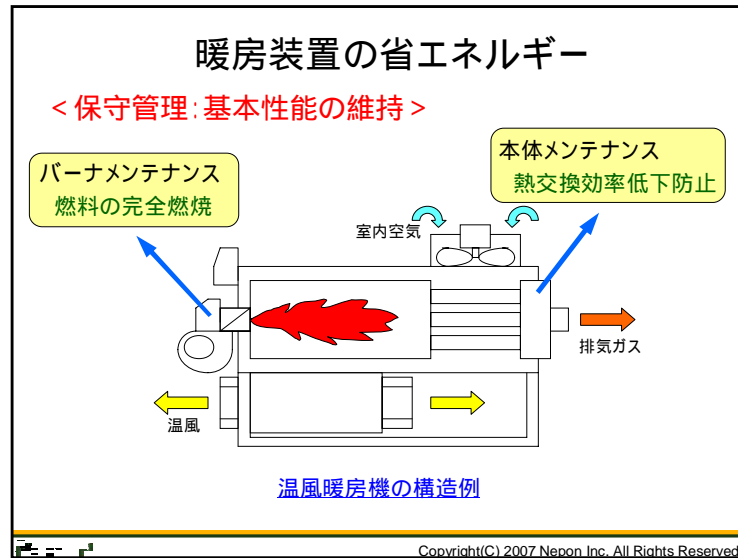 暖房装置の省エネルギー
<保守管理:基本性能の維持>
バーナメンテナンス
燃料の完全燃焼
本体メンテナンス
熱交換効率低下防止
室内空気
排気ガス
温風
温風暖房機の構造例
Copyright(C) 2007 Nepon Inc. All Rights Reserved